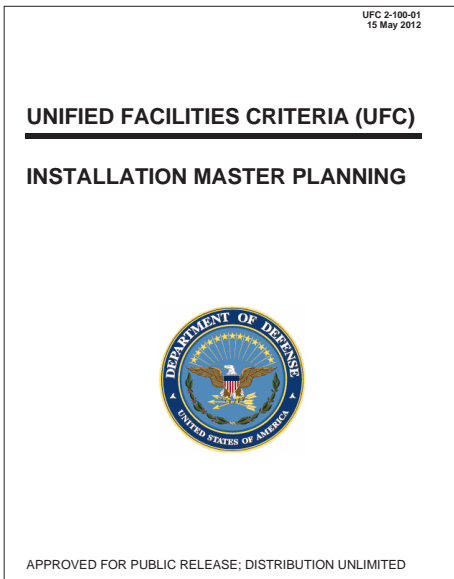 UFC 2-100-01
15 May 2012
UNIFIED FACILITIES CRITERIA (UFC)
INSTALLATION MASTER PLANNING
DEPARTMENT OF DEFENSE
UNITED STATES OF AMERICA
APPROVED FOR PUBLIC RELEASE; DISTRIBUTION UNLIMITED